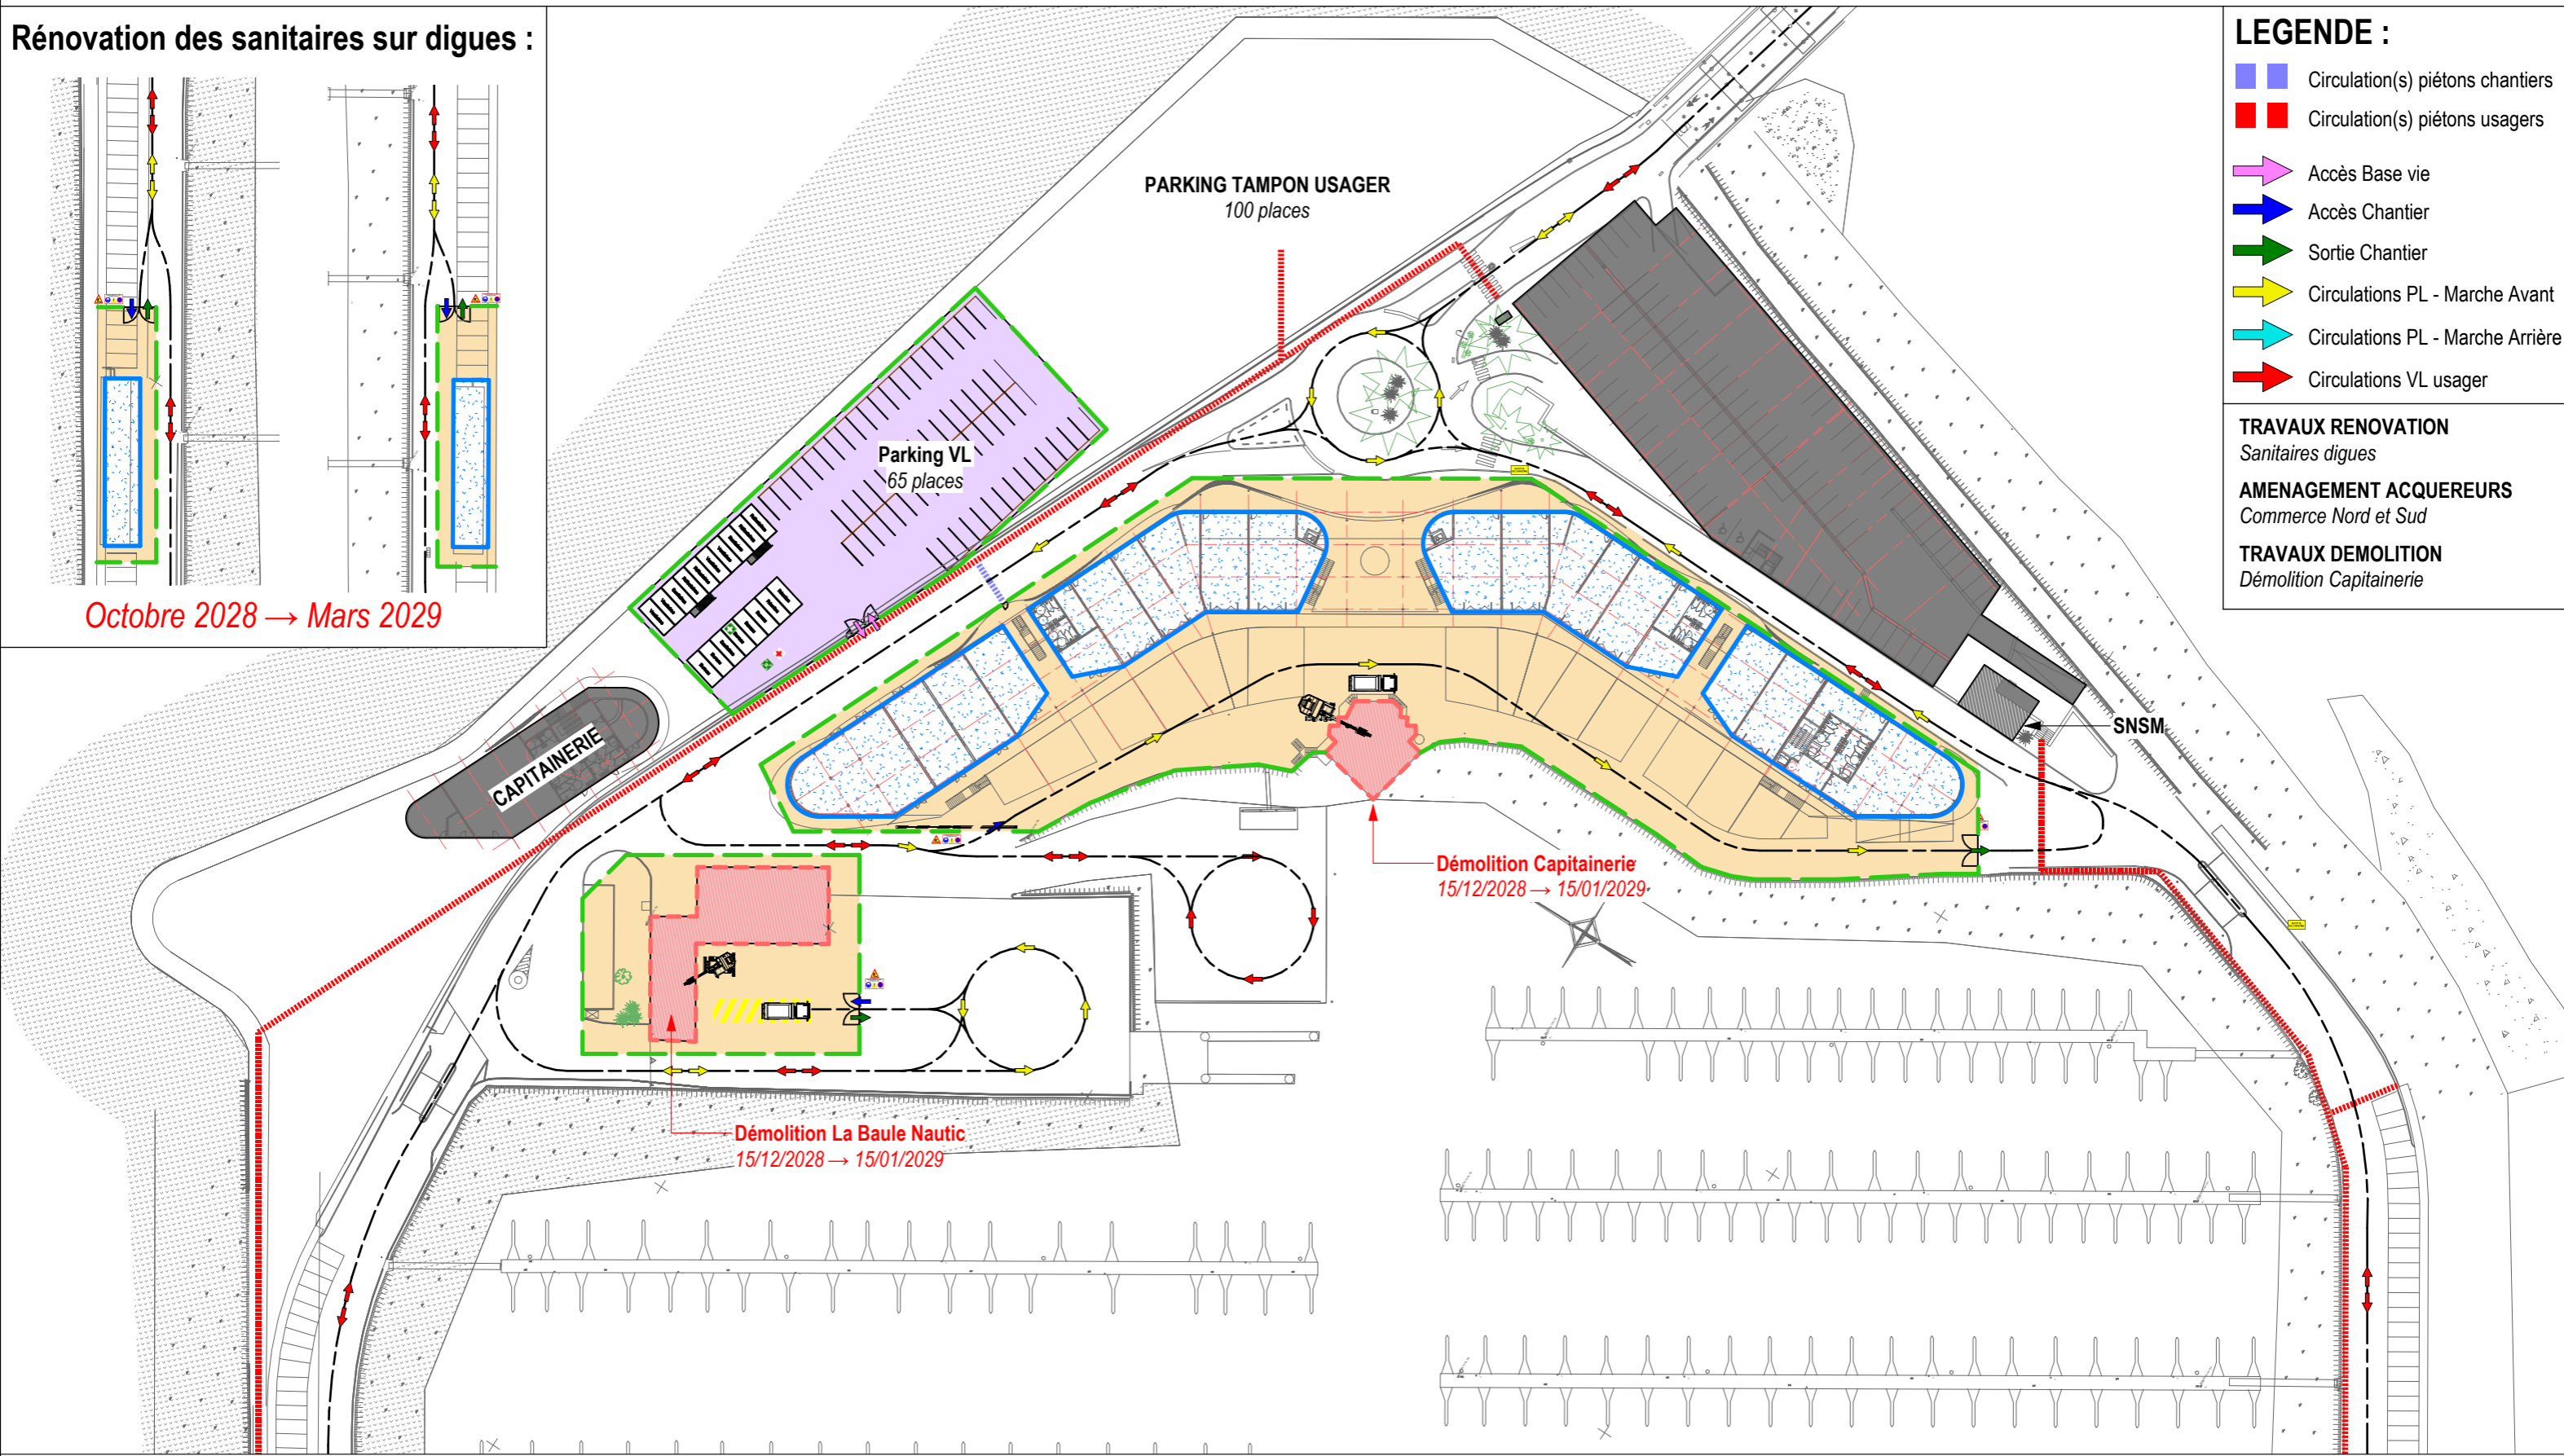 Rénovation des sanitaires sur digues :
Octobre 2028 → Mars 2029
PARKING TAMPON USAGER
100 places
Parking VL
65 places
CAPITAINERIE
SNSM
Démolition Capitainerie
15/12/2028 → 15/01/2029
Démolition La Baule Nautic
15/12/2028 → 15/01/2029
LEGENDE :
Circulation(s) piétons chantiers
Circulation(s) piétons usagers
Accès Base vie
Accès Chantier
Sortie Chantier
Circulations PL - Marche Avant
Circulations PL - Marche Arrière
Circulations VL usager
TRAVAUX RENOVATION
Sanitaires digues
AMENAGEMENT ACQUEREURS
Commerce Nord et Sud
TRAVAUX DEMOLITION
Démolition Capitainerie